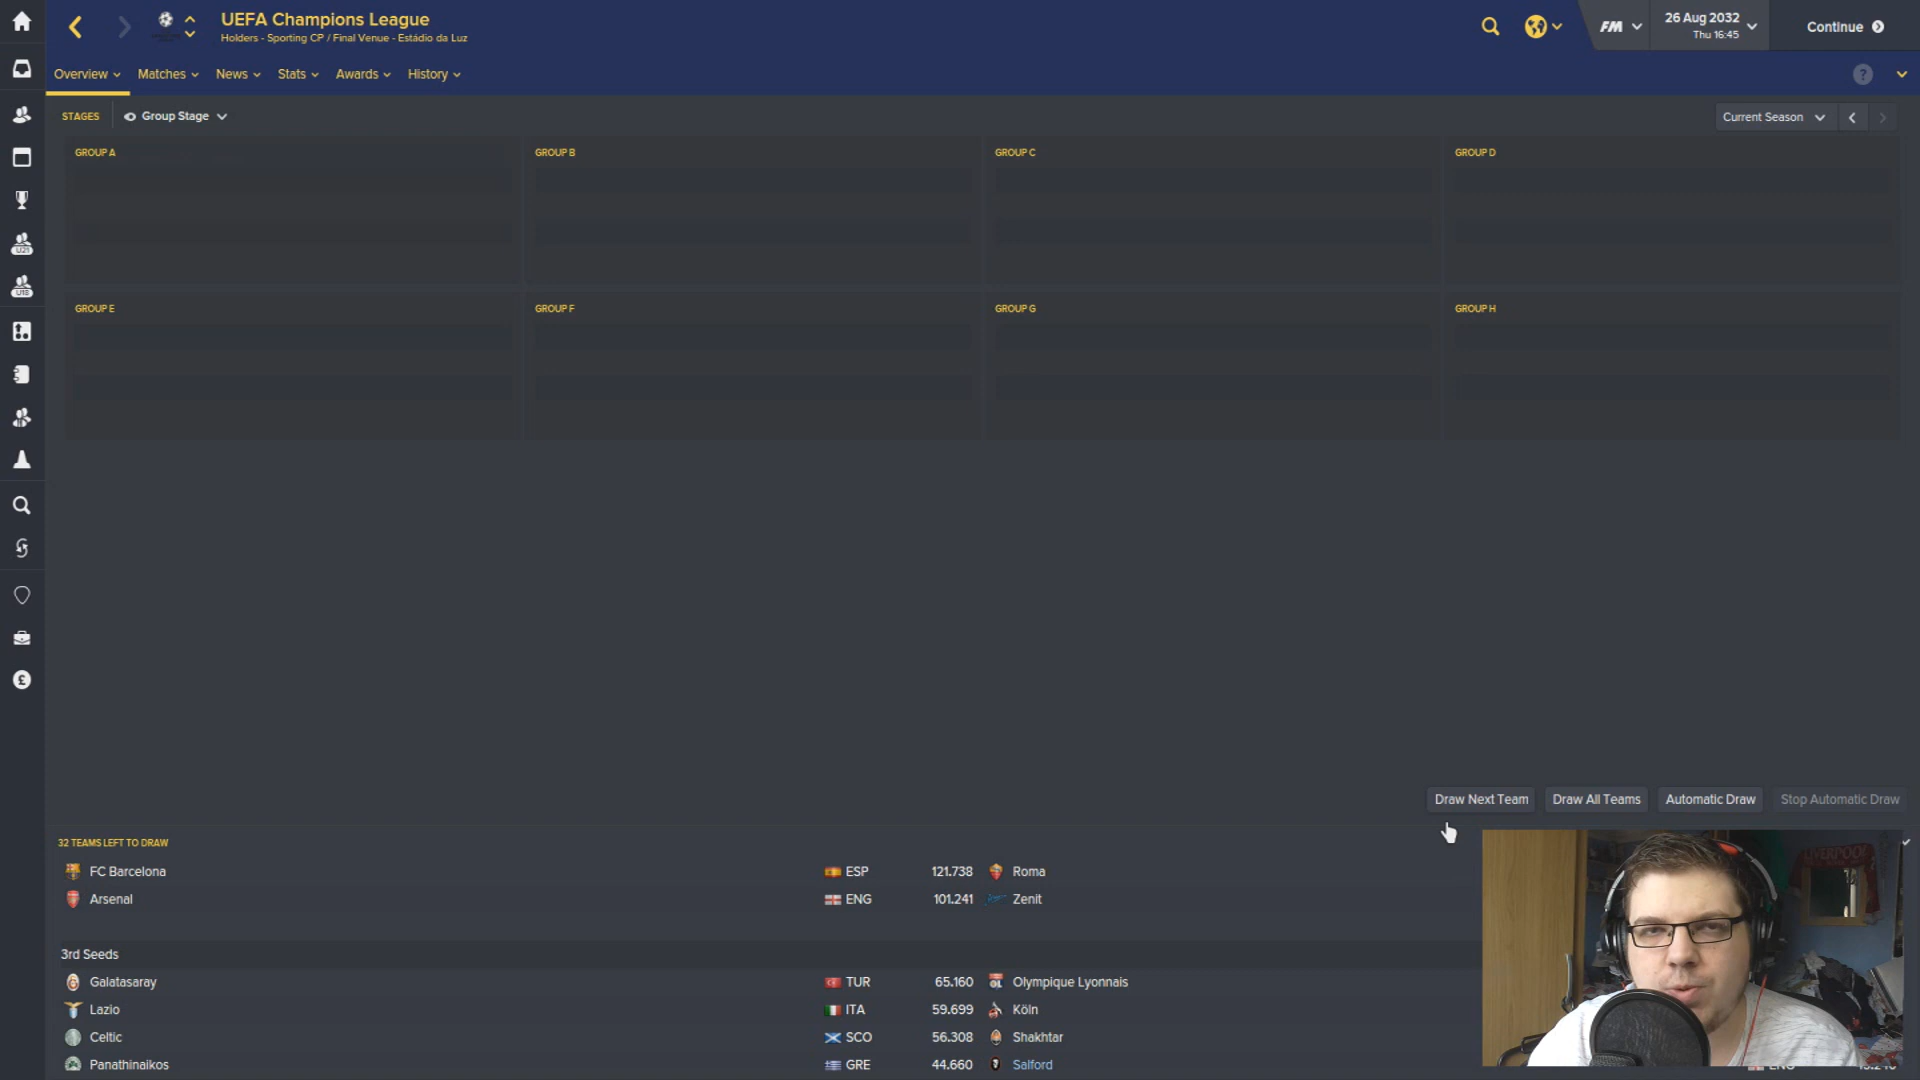 UEFA Champions League
Holders - Sporting CP / Final Venue - Estádio da Luz
FM
26 Aug 2032
Thu 16:45
Continue
Overview
Matches
News
Stats
Awards
History
?
STAGES
Group Stage
Current Season
GROUP A
GROUP B
GROUP C
GROUP D
GROUP E
GROUP F
GROUP G
GROUP H
U21
U18
£
Draw Next Team
Draw All Teams
Automatic Draw
Stop Automatic Draw
32 TEAMS LEFT TO DRAW
FC Barcelona ESP 121.738 Roma
Arsenal ENG 101.241 Zenit
3rd Seeds
Galatasaray TUR 65.160 Olympique Lyonnais
Lazio ITA 59.699 Köln
Celtic SCO 56.308 Shakhtar
Panathinaikos GRE 44.660 Salford
LIVERPOOL